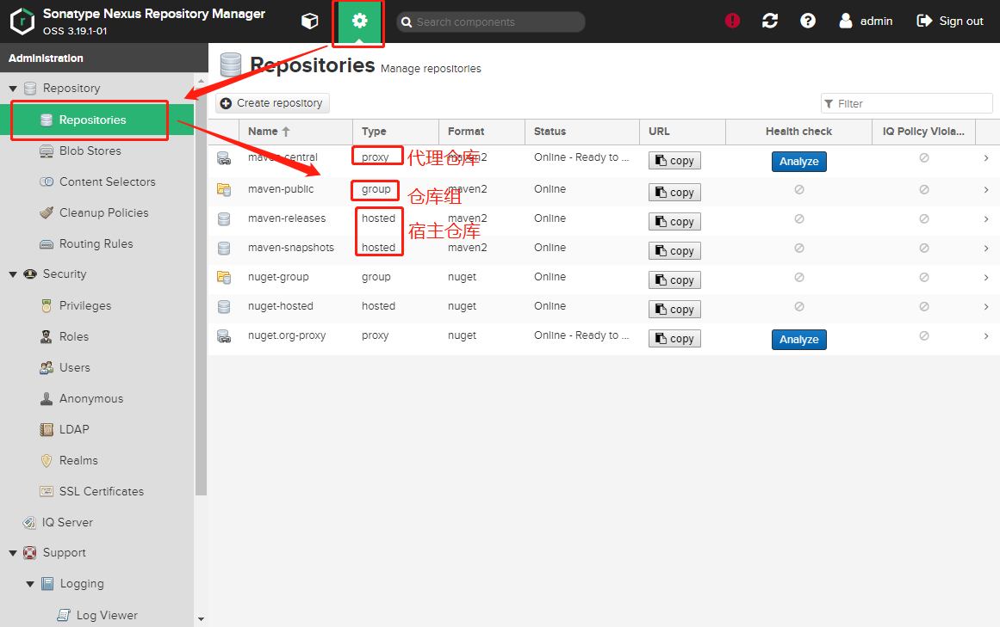 Sonatype Nexus Repository Manager
OSS 3.19.1-01
Search components
admin
Sign out
Administration
Repository
Repositories
Blob Stores
Content Selectors
Cleanup Policies
Routing Rules
Security
Privileges
Roles
Users
Anonymous
LDAP
Realms
SSL Certificates
IQ Server
Support
Logging
Log Viewer
Repositories Manage repositories
Create repository
Filter
Name Type Format Status URL Health check IQ Policy Viola...
maven-central proxy 代理仓库 maven2 Online - Ready to ... copy Analyze
maven-public group maven2 Online copy
仓库组
maven-releases hosted maven2 Online copy
宿主仓库
maven-snapshots hosted maven2 Online copy
nuget-group group nuget Online copy
nuget-hosted hosted nuget Online copy
nuget.org-proxy proxy nuget Online - Ready to ... copy Analyze